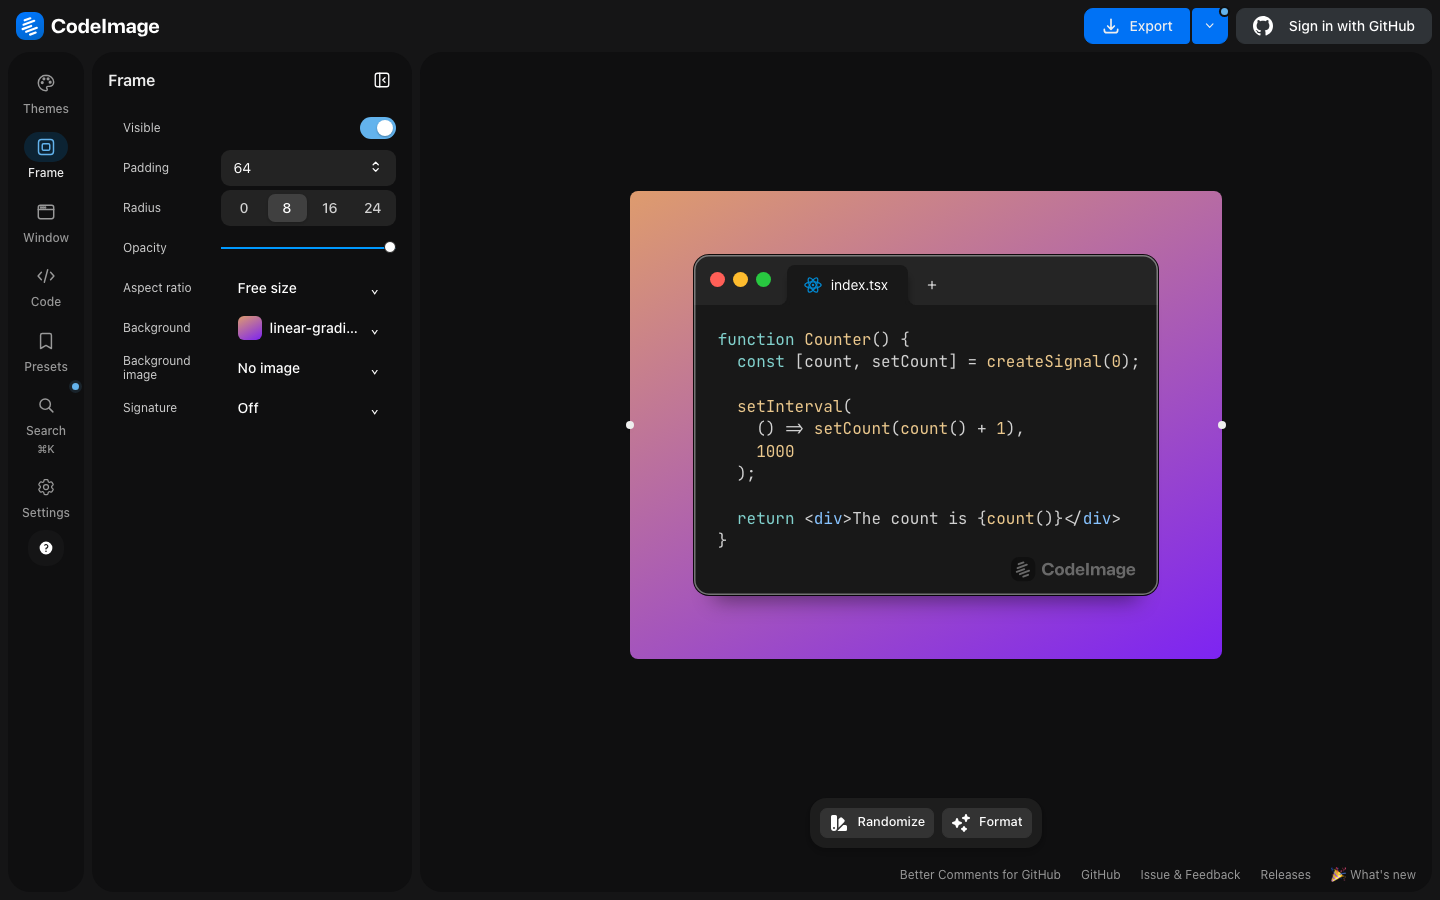 CodeImage
Export
Sign in with GitHub
Themes
Frame
Window
Code
Presets
Search
⌘K
Settings
Frame
Visible
Padding 64
Radius 0 8 16 24
Opacity
Aspect ratio Free size
Background linear-gradi...
Background
image
No image
Signature Off
index.tsx +
function Counter() {
  const [count, setCount] = createSignal(0);

  setInterval(
    () => setCount(count() + 1),
    1000
  );

  return <div>The count is {count()}</div>
}
CodeImage
Randomize
Format
Better Comments for GitHub
GitHub
Issue & Feedback
Releases
🎉 What's new